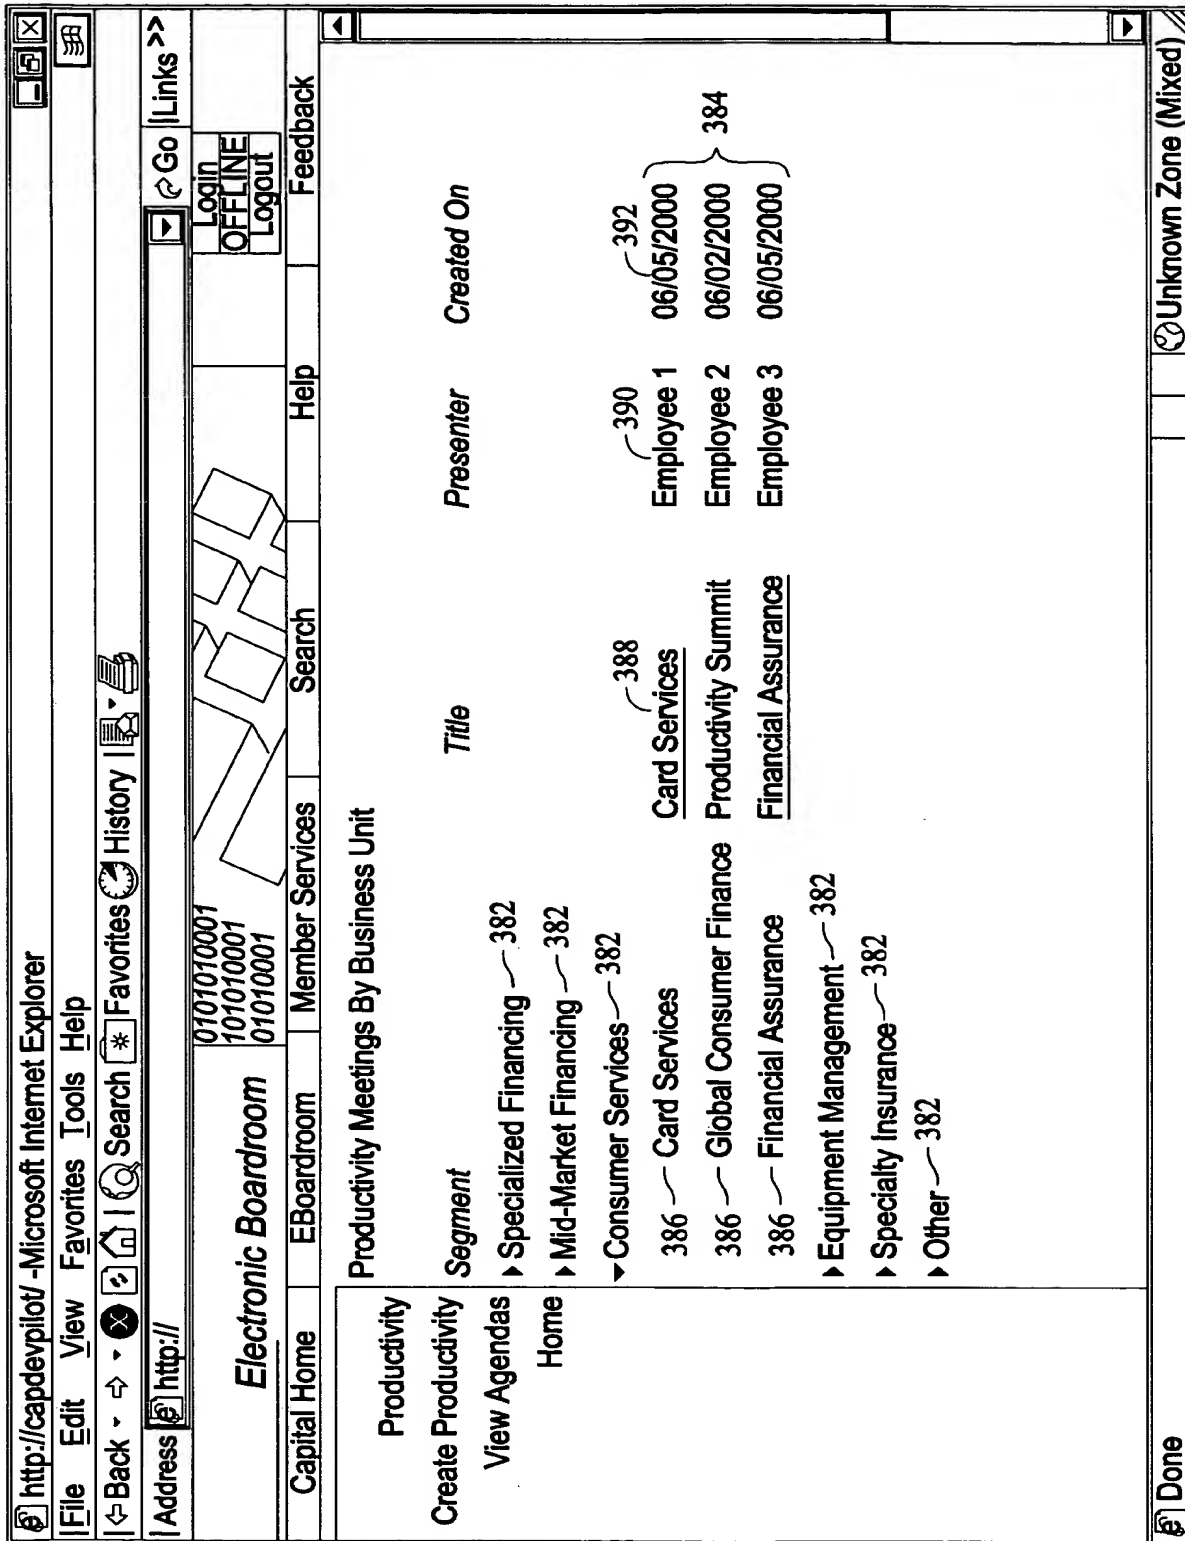 http://capdevpilot/ -Microsoft Internet Explorer
File Edit View Favorites Tools Help
Back Search Favorites History
Address http:// Go Links >>
Electronic Boardroom
0101010001
101010001
01010001
Login
OFFLINE
Logout
Capital Home EBoardroom Member Services Search Help Feedback
Productivity
Create Productivity
View Agendas
Home
Productivity Meetings By Business Unit
Segment Title Presenter Created On
Specialized Financing 382
Mid-Market Financing 382
Consumer Services 382 388 390 392
386 Card Services Card Services Employee 1 06/05/2000
386 Global Consumer Finance Productivity Summit Employee 2 06/02/2000 384
386 Financial Assurance Financial Assurance Employee 3 06/05/2000
Equipment Management 382
Specialty Insurance 382
Other 382
Done Unknown Zone (Mixed)